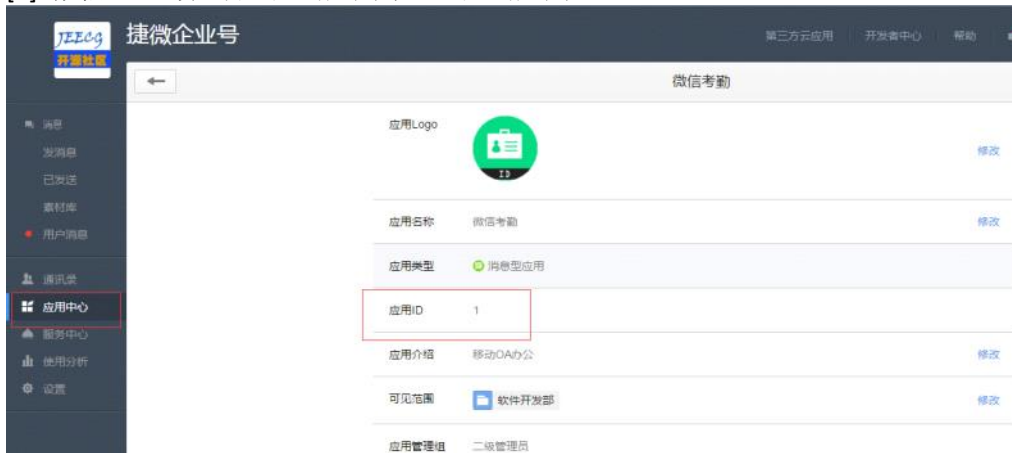 JEECG
开源社区
捷微企业号
第三方云应用 开发者中心 帮助
微信考勤
消息
发消息
已发送
素材库
用户消息
通讯录
应用中心
服务中心
使用分析
设置
应用Logo
ID
修改
应用名称 微信考勤 修改
应用类型 消息型应用
应用ID 1
应用介绍 移动OA办公 修改
可见范围 软件开发部 修改
应用管理组 二级管理员